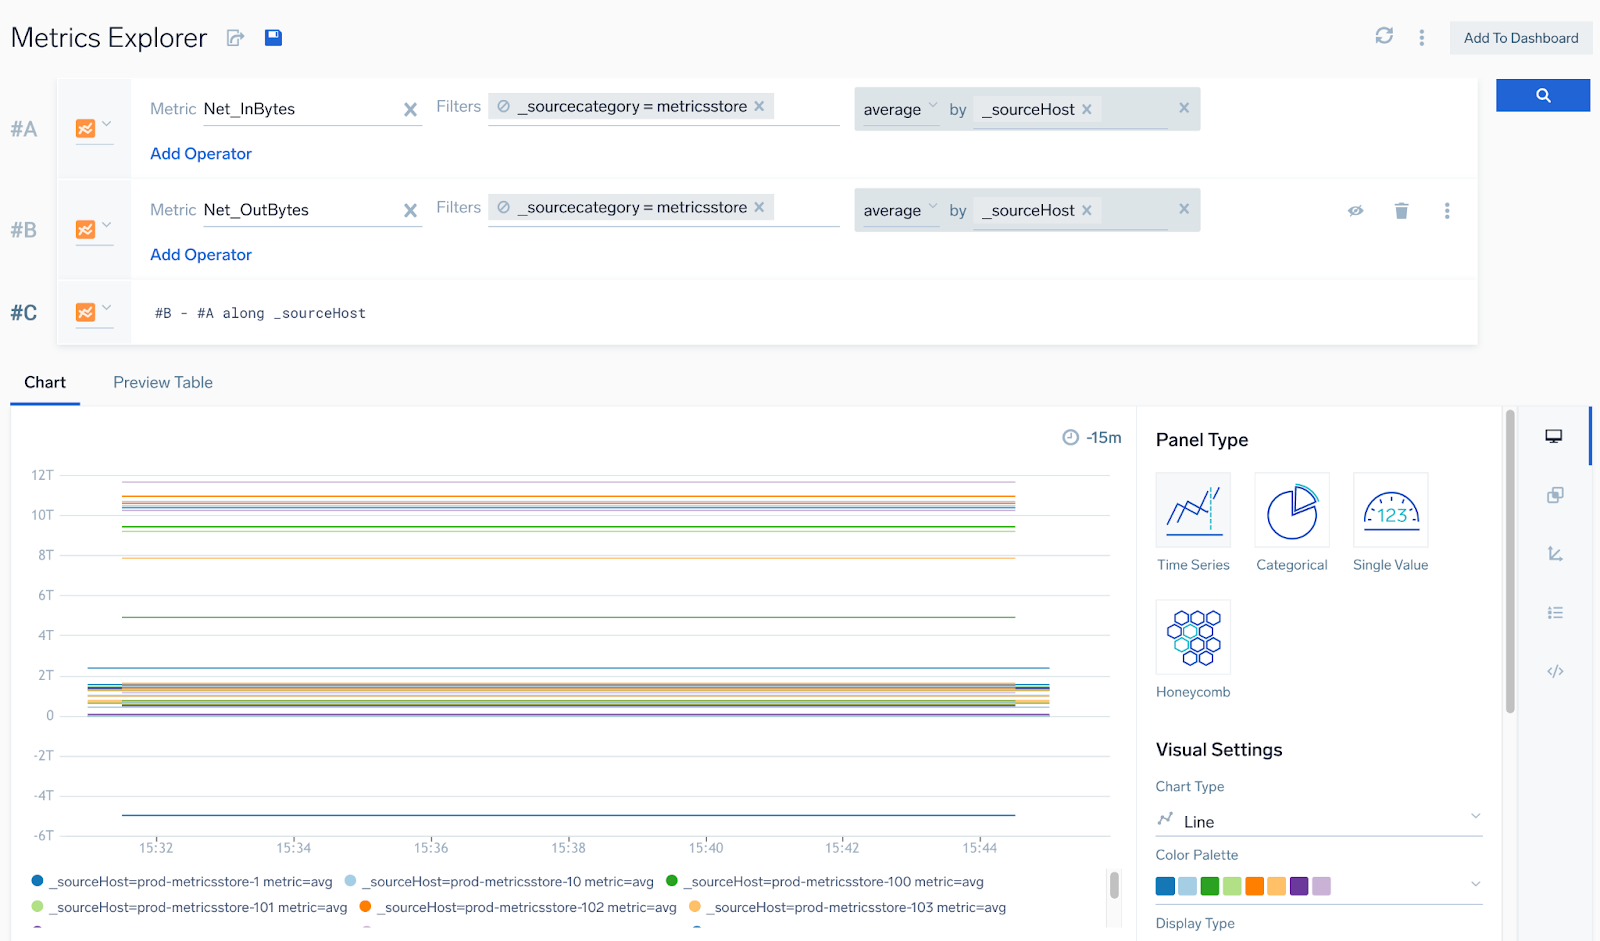 Metrics Explorer
Add To Dashboard
#A
Metric Net_InBytes
Filters _sourcecategory = metricsstore
average by _sourceHost
Add Operator
#B
Metric Net_OutBytes
Filters _sourcecategory = metricsstore
average by _sourceHost
Add Operator
#C
#B - #A along _sourceHost
Chart
Preview Table
-15m
12T
10T
8T
6T
4T
2T
0
-2T
-4T
-6T
15:32 15:34 15:36 15:38 15:40 15:42 15:44
_sourceHost=prod-metricsstore-1 metric=avg _sourceHost=prod-metricsstore-10 metric=avg _sourceHost=prod-metricsstore-100 metric=avg
_sourceHost=prod-metricsstore-101 metric=avg _sourceHost=prod-metricsstore-102 metric=avg _sourceHost=prod-metricsstore-103 metric=avg
Panel Type
123
Time Series Categorical Single Value
Honeycomb
Visual Settings
Chart Type
Line
Color Palette
Display Type